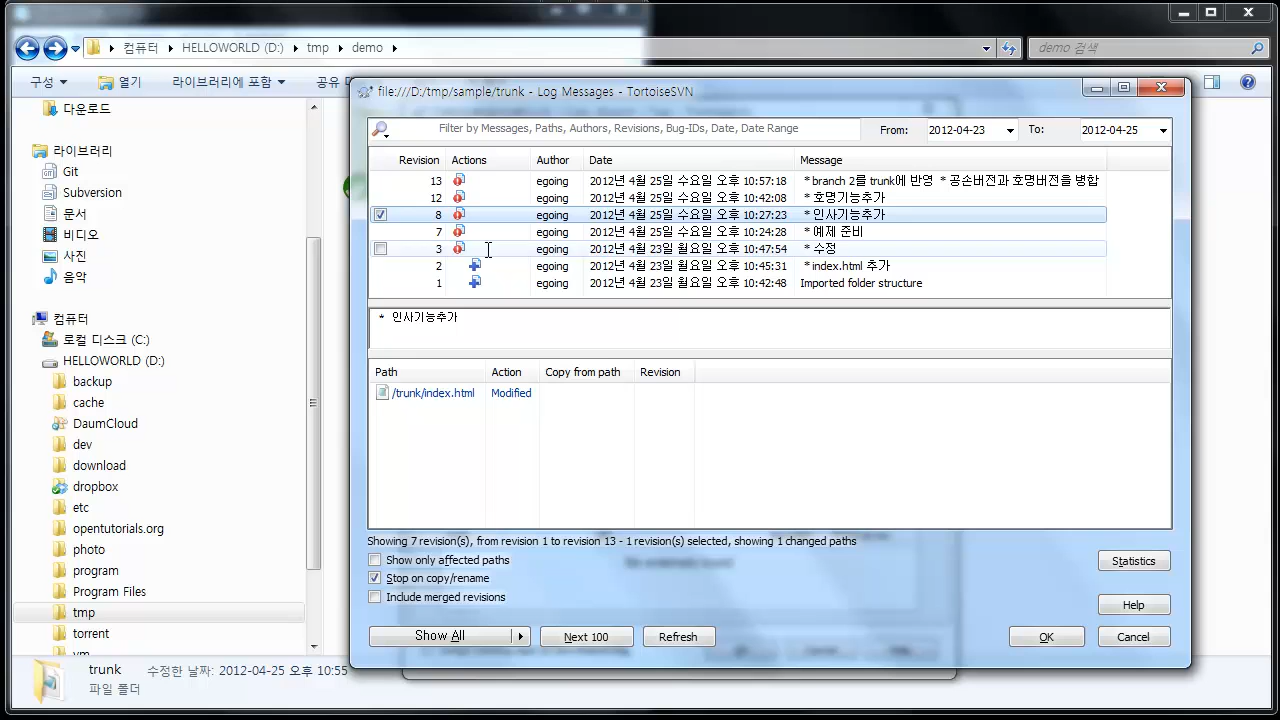 컴퓨터 HELLOWORLD (D:) tmp demo
demo 검색
구성 열기 라이브러리에 포함 공유
다운로드
라이브러리
Git
Subversion
문서
비디오
사진
음악
컴퓨터
로컬 디스크 (C:)
HELLOWORLD (D:)
backup
cache
DaumCloud
dev
download
dropbox
etc
opentutorials.org
photo
program
Program Files
tmp
torrent
trunk 수정한 날짜: 2012-04-25 오후 10:55
파일 폴더
file:///D:/tmp/sample/trunk - Log Messages - TortoiseSVN
Filter by Messages, Paths, Authors, Revisions, Bug-IDs, Date, Date Range From: 2012-04-23 To: 2012-04-25
Revision Actions Author Date Message
13 egoing 2012년 4월 25일 수요일 오후 10:57:18 * branch 2를 trunk에 반영 * 공손버전과 호명버전을 병합
12 egoing 2012년 4월 25일 수요일 오후 10:42:08 * 호명기능추가
8 egoing 2012년 4월 25일 수요일 오후 10:27:23 * 인사기능추가
7 egoing 2012년 4월 25일 수요일 오후 10:24:28 * 예제 준비
3 egoing 2012년 4월 23일 월요일 오후 10:47:54 * 수정
2 egoing 2012년 4월 23일 월요일 오후 10:45:31 * index.html 추가
1 egoing 2012년 4월 23일 월요일 오후 10:42:48 Imported folder structure
* 인사기능추가
Path Action Copy from path Revision
/trunk/index.html Modified
Showing 7 revision(s), from revision 1 to revision 13 - 1 revision(s) selected, showing 1 changed paths
Show only affected paths
Stop on copy/rename
Include merged revisions
Statistics
Help
Show All Next 100 Refresh OK Cancel